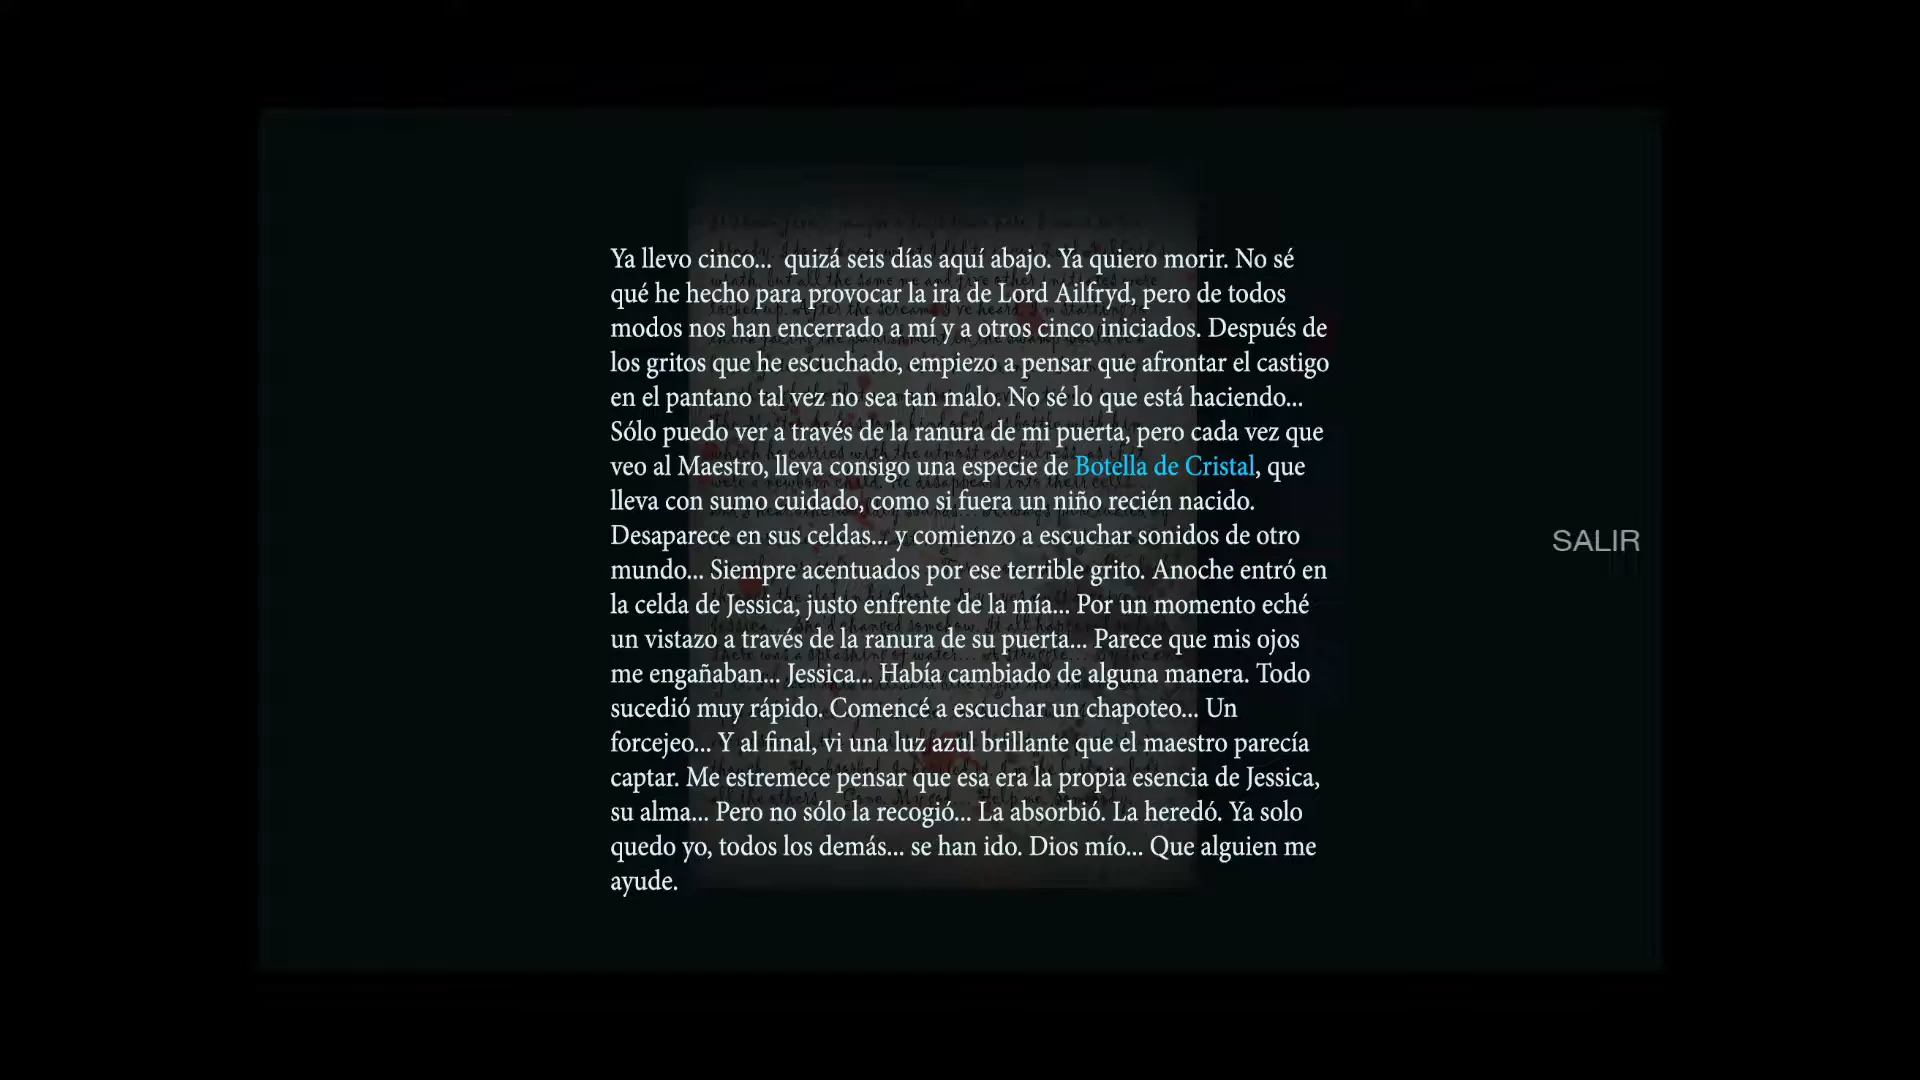 Ya llevo cinco...  quizá seis días aquí abajo. Ya quiero morir. No sé
qué he hecho para provocar la ira de Lord Ailfryd, pero de todos
modos nos han encerrado a mí y a otros cinco iniciados. Después de
los gritos que he escuchado, empiezo a pensar que afrontar el castigo
en el pantano tal vez no sea tan malo. No sé lo que está haciendo...
Sólo puedo ver a través de la ranura de mi puerta, pero cada vez que
veo al Maestro, lleva consigo una especie de Botella de Cristal, que
lleva con sumo cuidado, como si fuera un niño recién nacido.
Desaparece en sus celdas... y comienzo a escuchar sonidos de otro
mundo... Siempre acentuados por ese terrible grito. Anoche entró en
la celda de Jessica, justo enfrente de la mía... Por un momento eché
un vistazo a través de la ranura de su puerta... Parece que mis ojos
me engañaban... Jessica... Había cambiado de alguna manera. Todo
sucedió muy rápido. Comencé a escuchar un chapoteo... Un
forcejeo... Y al final, vi una luz azul brillante que el maestro parecía
captar. Me estremece pensar que esa era la propia esencia de Jessica,
su alma... Pero no sólo la recogió... La absorbió. La heredó. Ya solo
quedo yo, todos los demás... se han ido. Dios mío... Que alguien me
ayude.
SALIR